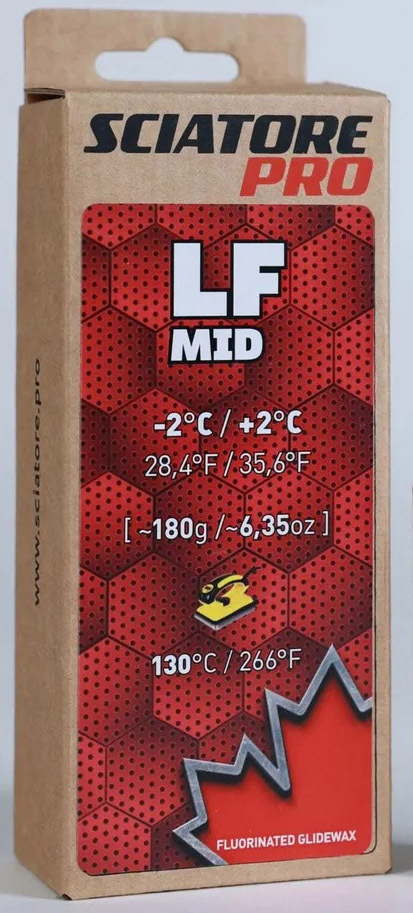 SCIATORE
PRO
LF
MID
-2°C / +2°C
28,4°F / 35,6°F
[ ~180g /~6,35oz ]
130°C / 266°F
FLUORINATED GLIDEWAX
www.sciatore.pro